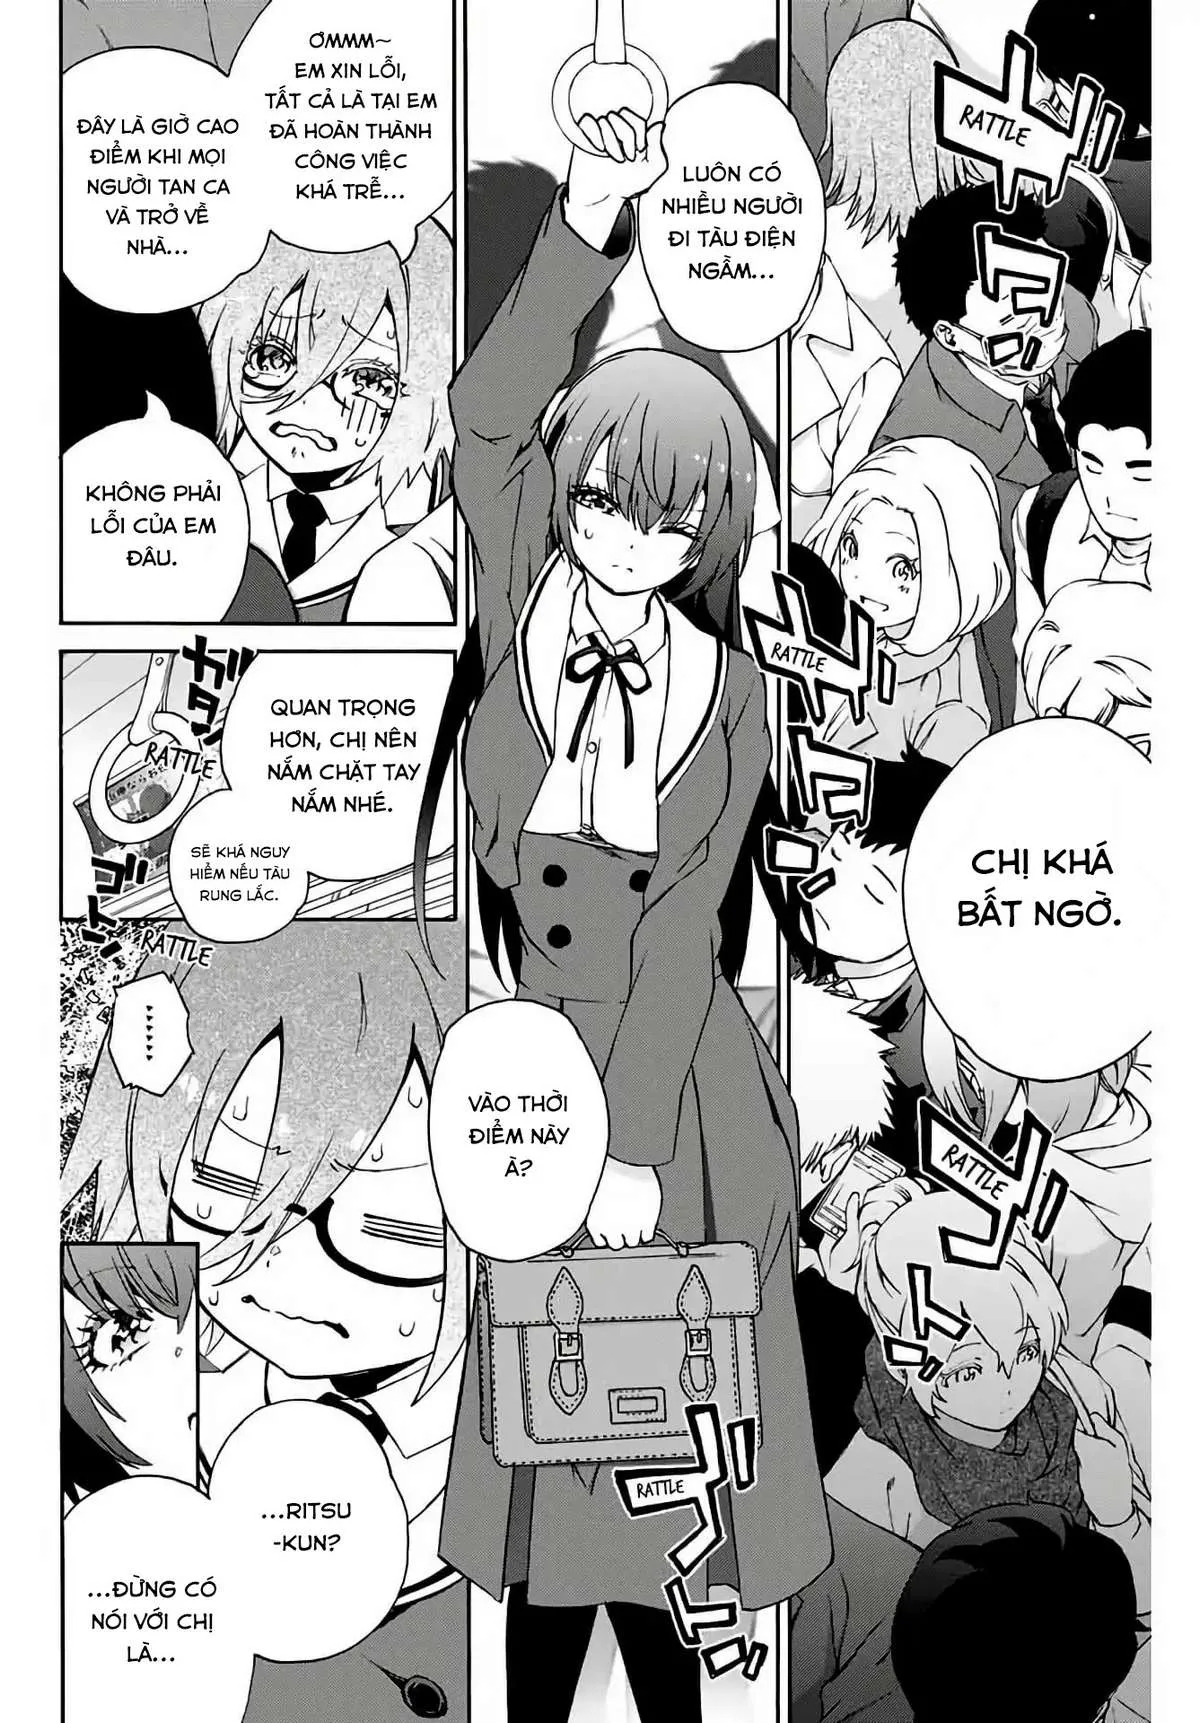 CHỊ KHÁ
BẤT NGỜ.
LUÔN CÓ
NHIỀU NGƯỜI
ĐI TÀU ĐIỆN
NGẦM...
VÀO THỜI
ĐIỂM NÀY
À?
RATTLE
RATTLE
RATTLE
RATTLE
ƠMMM~
EM XIN LỖI,
TẤT CẢ LÀ TẠI EM
ĐÃ HOÀN THÀNH
CÔNG VIỆC
KHÁ TRỄ...
ĐÂY LÀ GIỜ CAO
ĐIỂM KHI MỌI
NGƯỜI TAN CA
VÀ TRỞ VỀ
NHÀ...
KHÔNG PHẢI
LỖI CỦA EM
ĐÂU.
ガタ
RATTLE
QUAN TRỌNG
HƠN, CHỊ NÊN
NẮM CHẶT TAY
NẮM NHÉ.
SẼ KHÁ NGUY
HIỂM NẾU TÀU
RUNG LẮC.
ゴト
RATTLE
...RITSU
-KUN?
...ĐỪNG CÓ
NÓI VỚI CHỊ
LÀ...